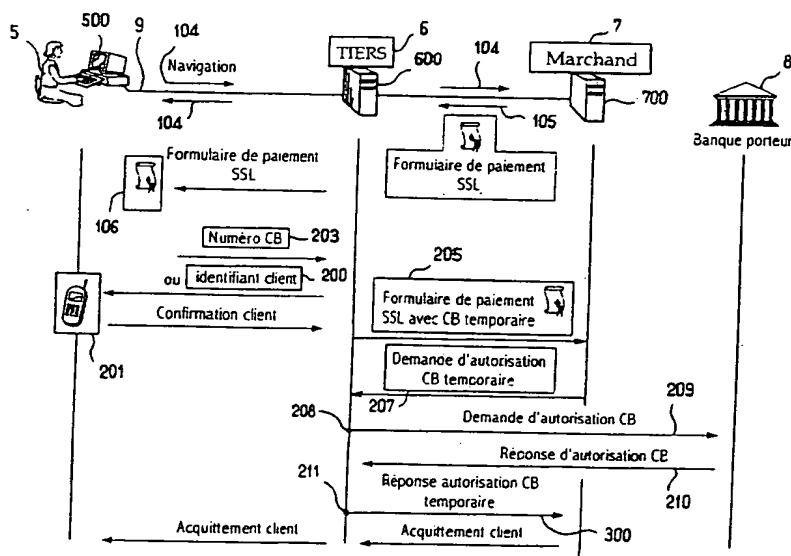 500
5
104
9
Navigation
104
6
TTERS
600
104
105
7
Marchand
700
8
Banque porteur
Formulaire de paiement
SSL
106
Formulaire de paiement
SSL
Numéro CB
203
ou
identifiant client
200
Confirmation client
201
205
Formulaire de paiement
SSL avec CB temporaire
Demande d'autorisation
CB temporaire
207
208
Demande d'autorisation CB
209
Réponse d'autorisation CB
210
211
Réponse autorisation CB
temporaire
300
Acquittement client
Acquittement client